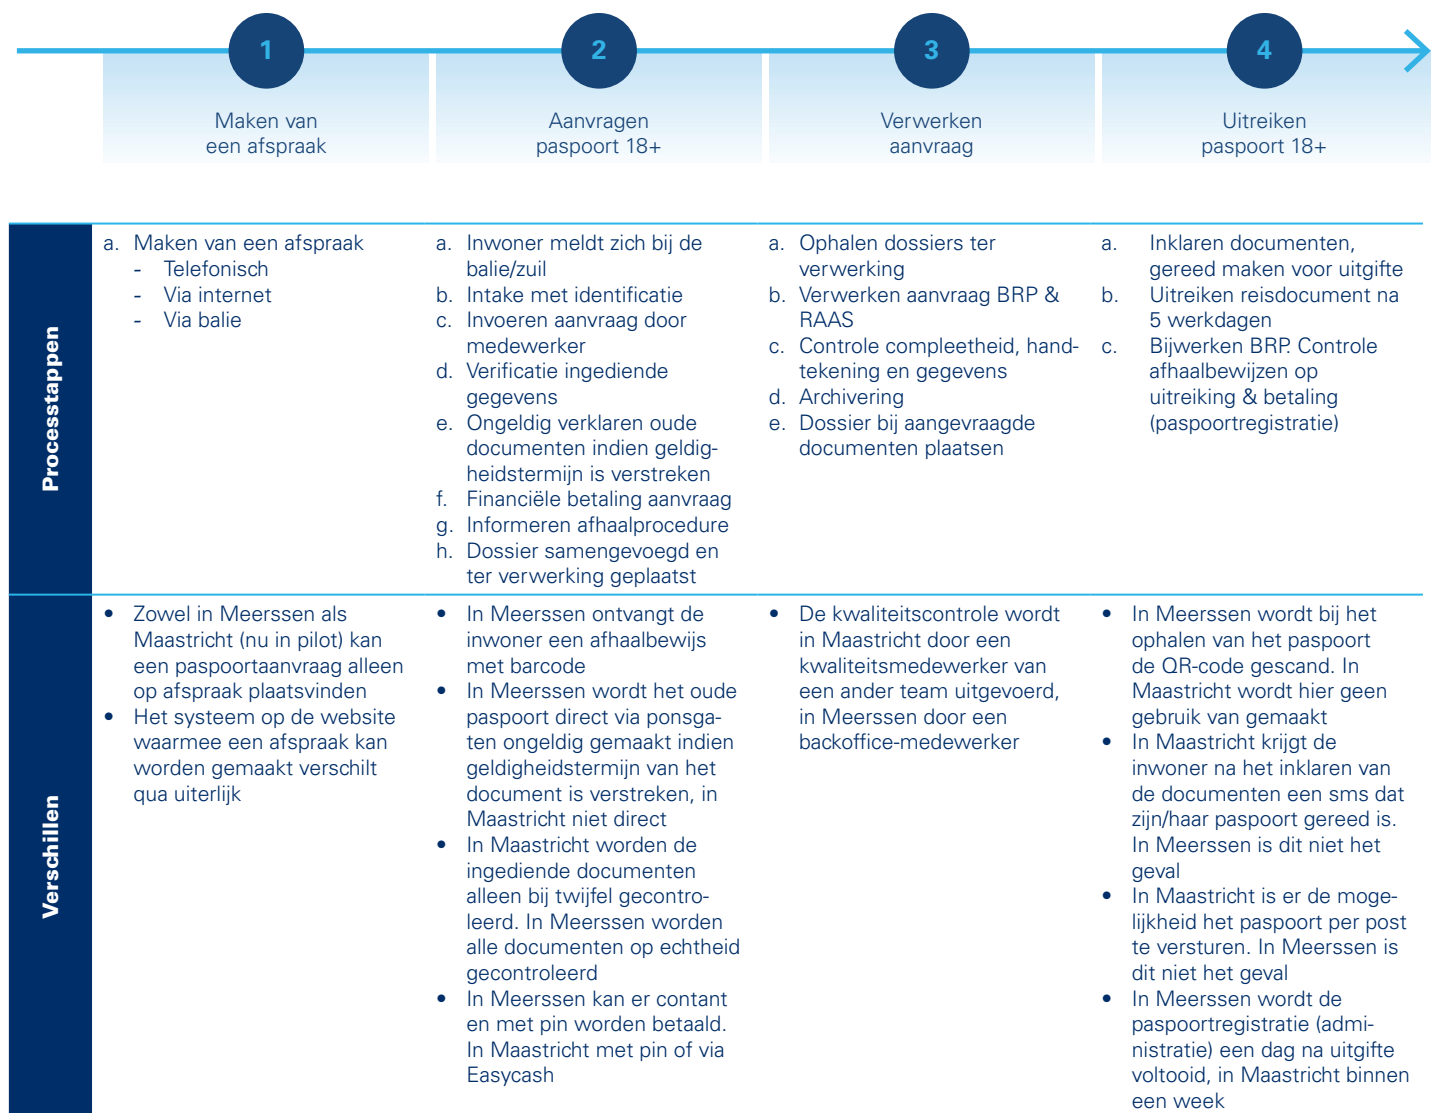 1
2
3
4
Maken van
een afspraak
Aanvragen
paspoort 18+
Verwerken
aanvraag
Uitreiken
paspoort 18+
Processtappen
a. Maken van een afspraak
- Telefonisch
- Via internet
- Via balie
a. Inwoner meldt zich bij de
balie/zuil
b. Intake met identificatie
c. Invoeren aanvraag door
medewerker
d. Verificatie ingediende
gegevens
e. Ongeldig verklaren oude
documenten indien geldig-
heidstermijn is verstreken
f. Financiële betaling aanvraag
g. Informeren afhaalprocedure
h. Dossier samengevoegd en
ter verwerking geplaatst
a. Ophalen dossiers ter
verwerking
b. Verwerken aanvraag BRP &
RAAS
c. Controle compleetheid, hand-
tekening en gegevens
d. Archivering
e. Dossier bij aangevraagde
documenten plaatsen
a. Inklaren documenten,
gereed maken voor uitgifte
b. Uitreiken reisdocument na
5 werkdagen
c. Bijwerken BRP. Controle
afhaalbewijzen op
uitreiking & betaling
(paspoortregistratie)
Verschillen
• Zowel in Meerssen als
Maastricht (nu in pilot) kan
een paspoortaanvraag alleen
op afspraak plaatsvinden
• Het systeem op de website
waarmee een afspraak kan
worden gemaakt verschilt
qua uiterlijk
• In Meerssen ontvangt de
inwoner een afhaalbewijs
met barcode
• In Meerssen wordt het oude
paspoort direct via ponsga-
ten ongeldig gemaakt indien
geldigheidstermijn van het
document is verstreken, in
Maastricht niet direct
• In Maastricht worden de
ingediende documenten
alleen bij twijfel gecontro-
leerd. In Meerssen worden
alle documenten op echtheid
gecontroleerd
• In Meerssen kan er contant
en met pin worden betaald.
In Maastricht met pin of via
Easycash
• De kwaliteitscontrole wordt
in Maastricht door een
kwaliteitsmedewerker van
een ander team uitgevoerd,
in Meerssen door een
backoffice-medewerker
• In Meerssen wordt bij het
ophalen van het paspoort
de QR-code gescand. In
Maastricht wordt hier geen
gebruik van gemaakt
• In Maastricht krijgt de
inwoner na het inklaren van
de documenten een sms dat
zijn/haar paspoort gereed is.
In Meerssen is dit niet het
geval
• In Maastricht is er de moge-
lijkheid het paspoort per post
te versturen. In Meerssen is
dit niet het geval
• In Meerssen wordt de
paspoortregistratie (admi-
nistratie) een dag na uitgifte
voltooid, in Maastricht binnen
een week